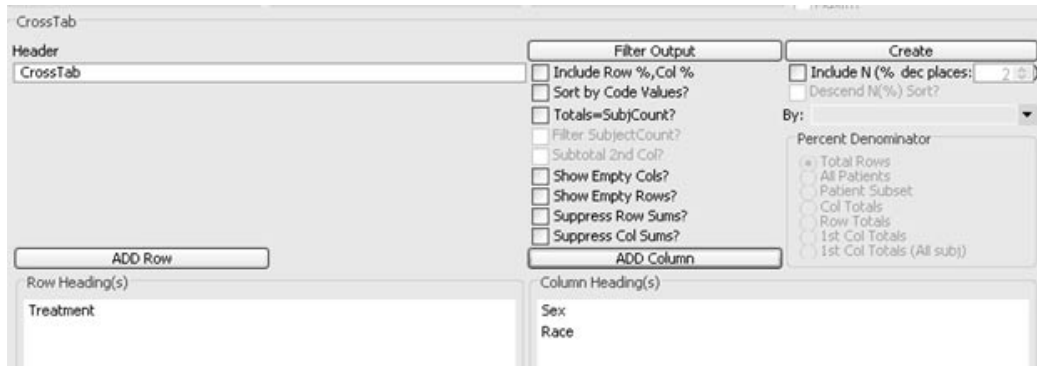 CrossTab
Header
CrossTab
Filter Output
Include Row %,Col %
Sort by Code Values?
Totals=SubjCount?
Filter SubjectCount?
Subtotal 2nd Col?
Show Empty Cols?
Show Empty Rows?
Suppress Row Sums?
Suppress Col Sums?
Create
Include N (% dec places: 2 )
Descend N(%) Sort?
By:
Percent Denominator
Total Rows
All Patients
Patient Subset
Col Totals
Row Totals
1st Col Totals
1st Col Totals (All subj)
ADD Row
ADD Column
Row Heading(s)
Treatment
Column Heading(s)
Sex
Race